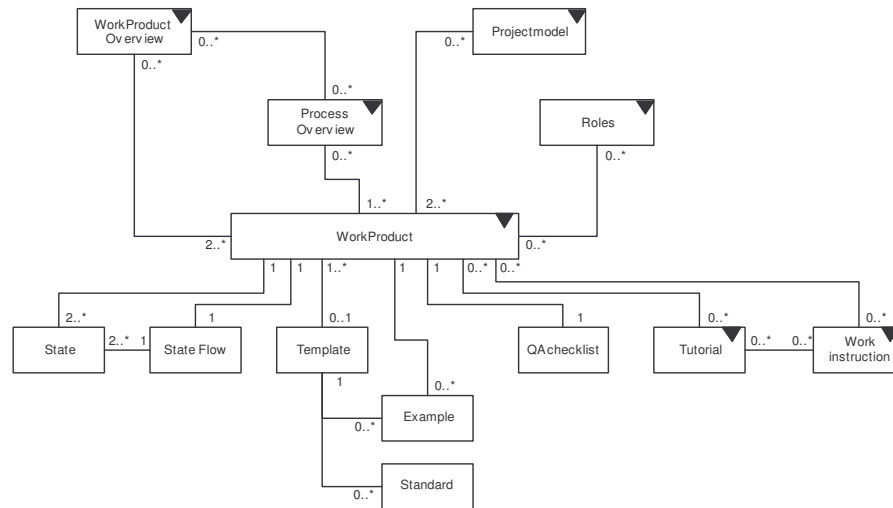 WorkProduct
Overview
0..*
0..*
Projectmodel
0..*
0..*
Process
Overview
0..*
Roles
0..*
1..*
2..*
WorkProduct
2..*
0..*
1
1
1..*
1
1
0..*
0..*
2..*
1
0..1
1
0..*
0..*
State
2..*
1
State Flow
Template
QAchecklist
Tutorial
0..*
0..*
Work
instruction
1
0..*
Example
0..*
Standard
0..*